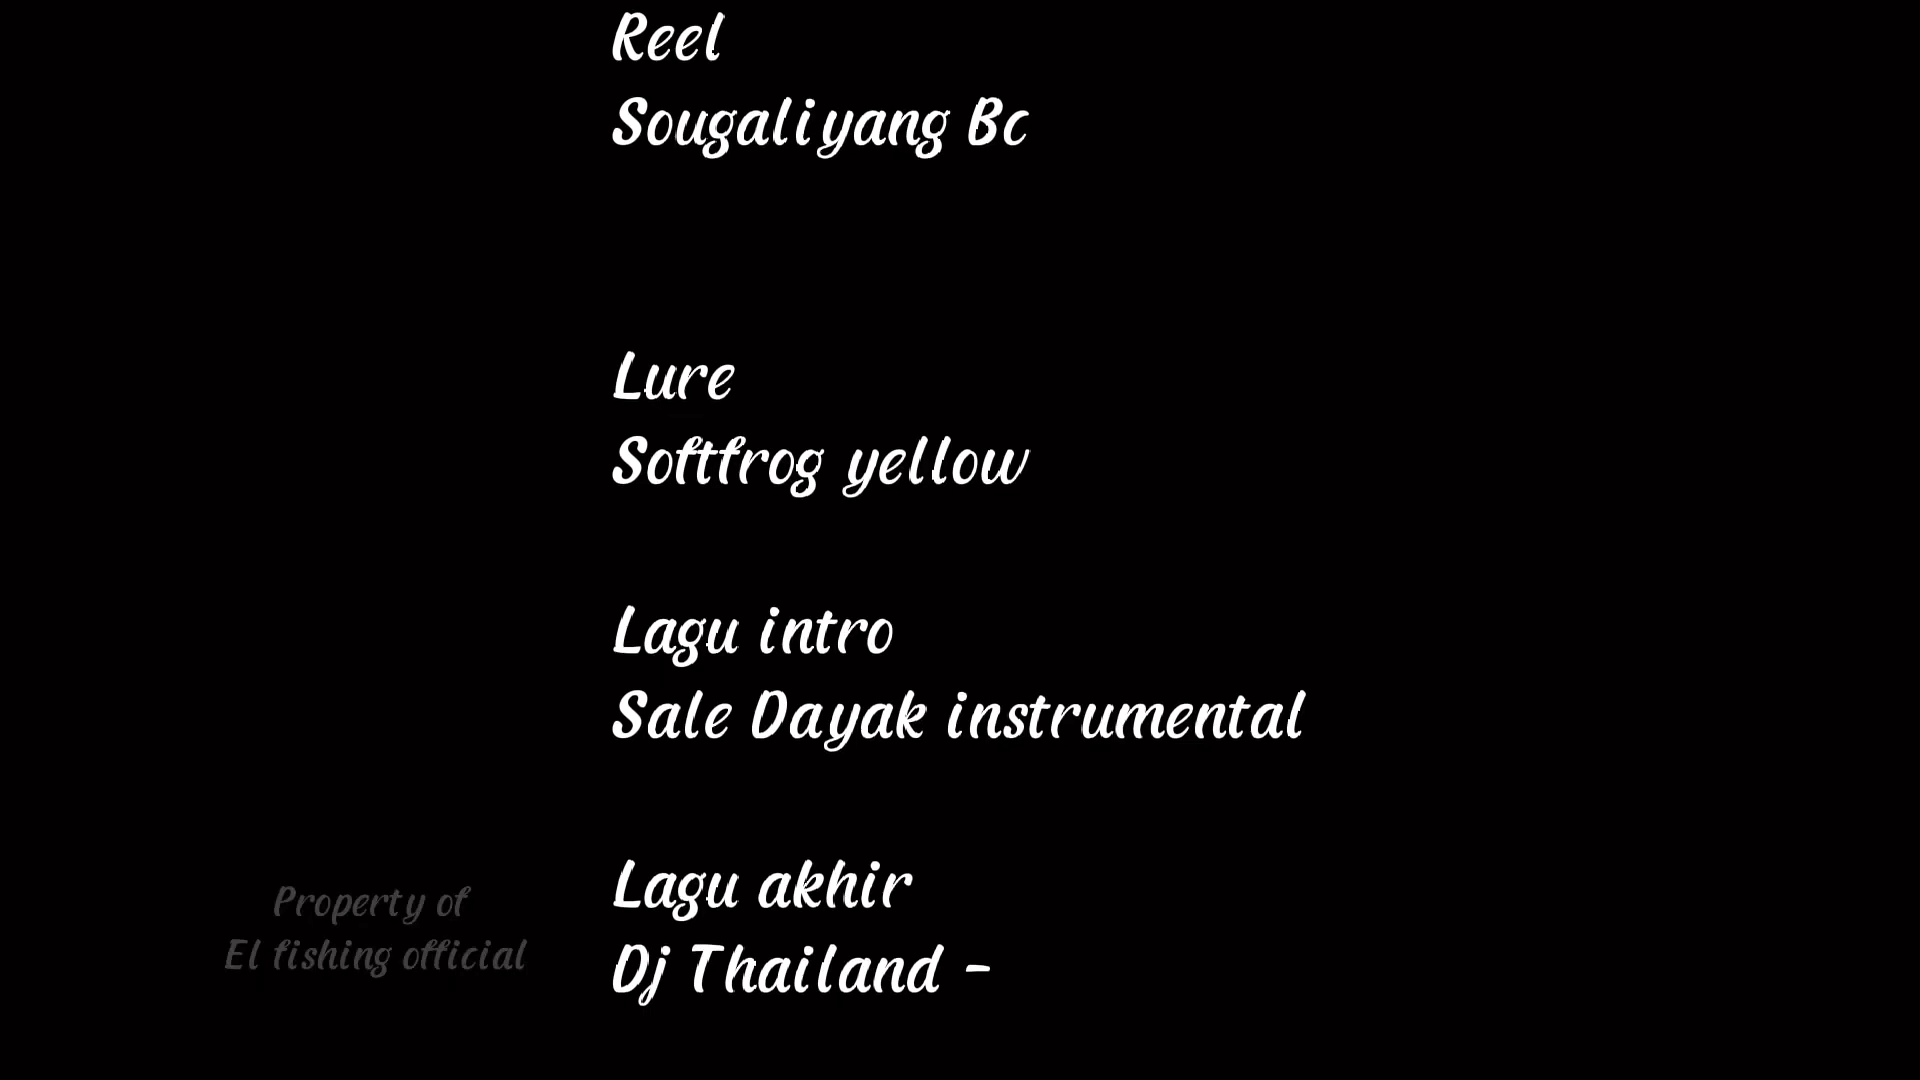 Reel
Sougaliyang Bc
Lure
Softfrog yellow
Lagu intro
Sale Dayak instrumental
Lagu akhir
Dj Thailand -
Property of
El fishing official